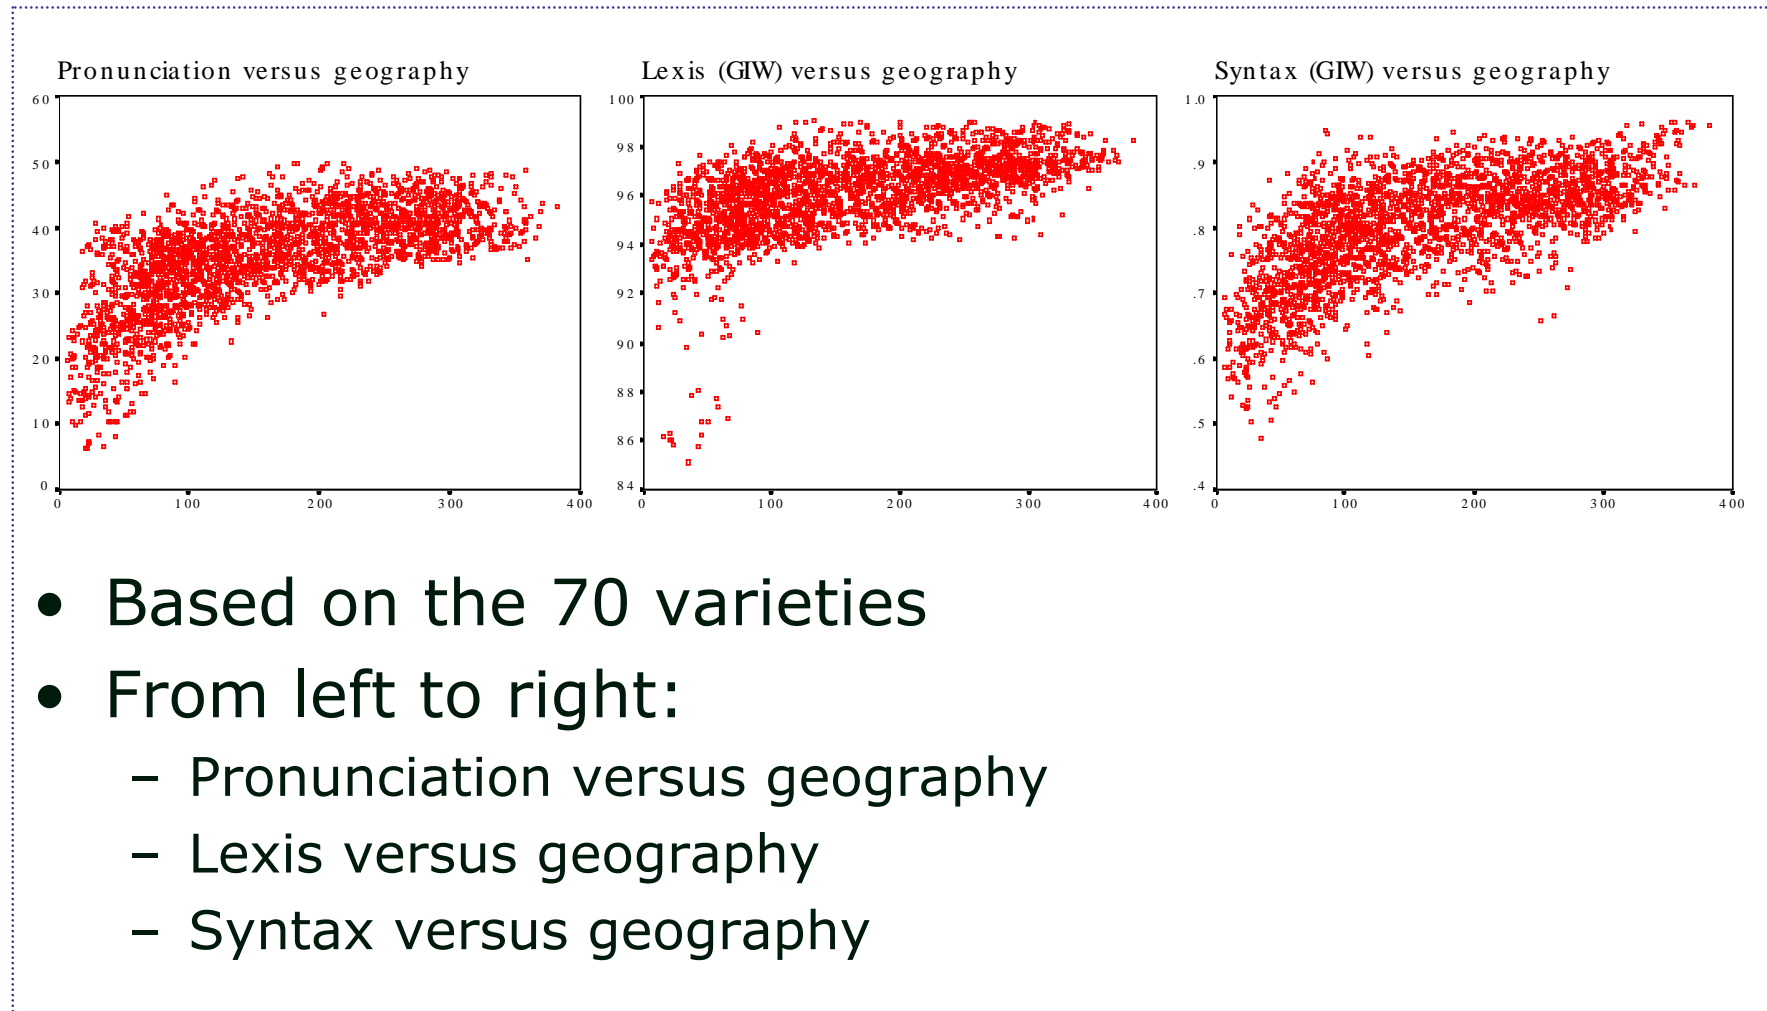 Pronunciation versus geography
60
50
40
30
20
10
0
0 100 200 300 400
Lexis (GIW) versus geography
100
98
96
94
92
90
88
86
84
0 100 200 300 400
Syntax (GIW) versus geography
1.0
.9
.8
.7
.6
.5
.4
0 100 200 300 400
• Based on the 70 varieties
• From left to right:
– Pronunciation versus geography
– Lexis versus geography
– Syntax versus geography